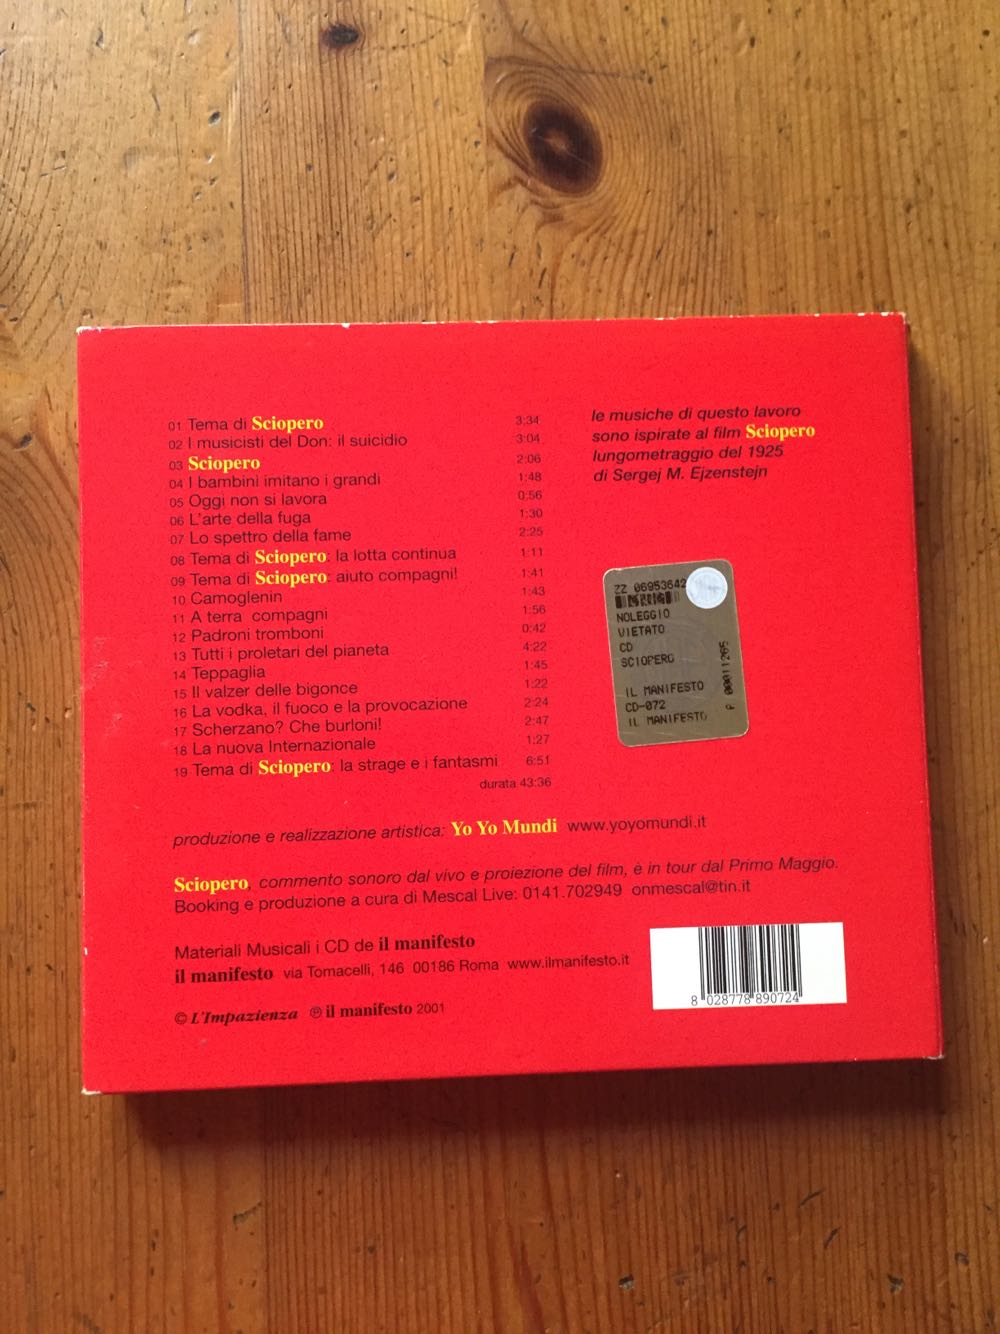 01 Tema di Sciopero 3:34
02 I musicisti del Don: il suicidio 3:04
03 Sciopero 2:06
04 I bambini imitano i grandi 1:48
05 Oggi non si lavora 0:56
06 L'arte della fuga 1:30
07 Lo spettro della fame 2:25
08 Tema di Sciopero: la lotta continua 1:11
09 Tema di Sciopero: aiuto compagni! 1:41
10 Camoglenin 1:43
11 A terra compagni 1:56
12 Padroni tromboni 0:42
13 Tutti i proletari del pianeta 4:22
14 Teppaglia 1:45
15 Il valzer delle bigonce 1:22
16 La vodka, il fuoco e la provocazione 2:24
17 Scherzano? Che burloni! 2:47
18 La nuova Internazionale 1:27
19 Tema di Sciopero: la strage e i fantasmi 6:51
durata 43:36
le musiche di questo lavoro
sono ispirate al film Sciopero
lungometraggio del 1925
di Sergej M. Ejzenstejn
ZZ 06953642
NOLEGGIO
VIETATO
CD
SCIOPERO
IL MANIFESTO
CD-072
IL MANIFESTO
P 00011265
produzione e realizzazione artistica: Yo Yo Mundi www.yoyomundi.it
Sciopero, commento sonoro dal vivo e proiezione del film, è in tour dal Primo Maggio.
Booking e produzione a cura di Mescal Live: 0141.702949 onmescal@tin.it
Materiali Musicali i CD de il manifesto
il manifesto via Tomacelli, 146 00186 Roma www.ilmanifesto.it
© L'Impazienza ℗ il manifesto 2001
8 028778 890724